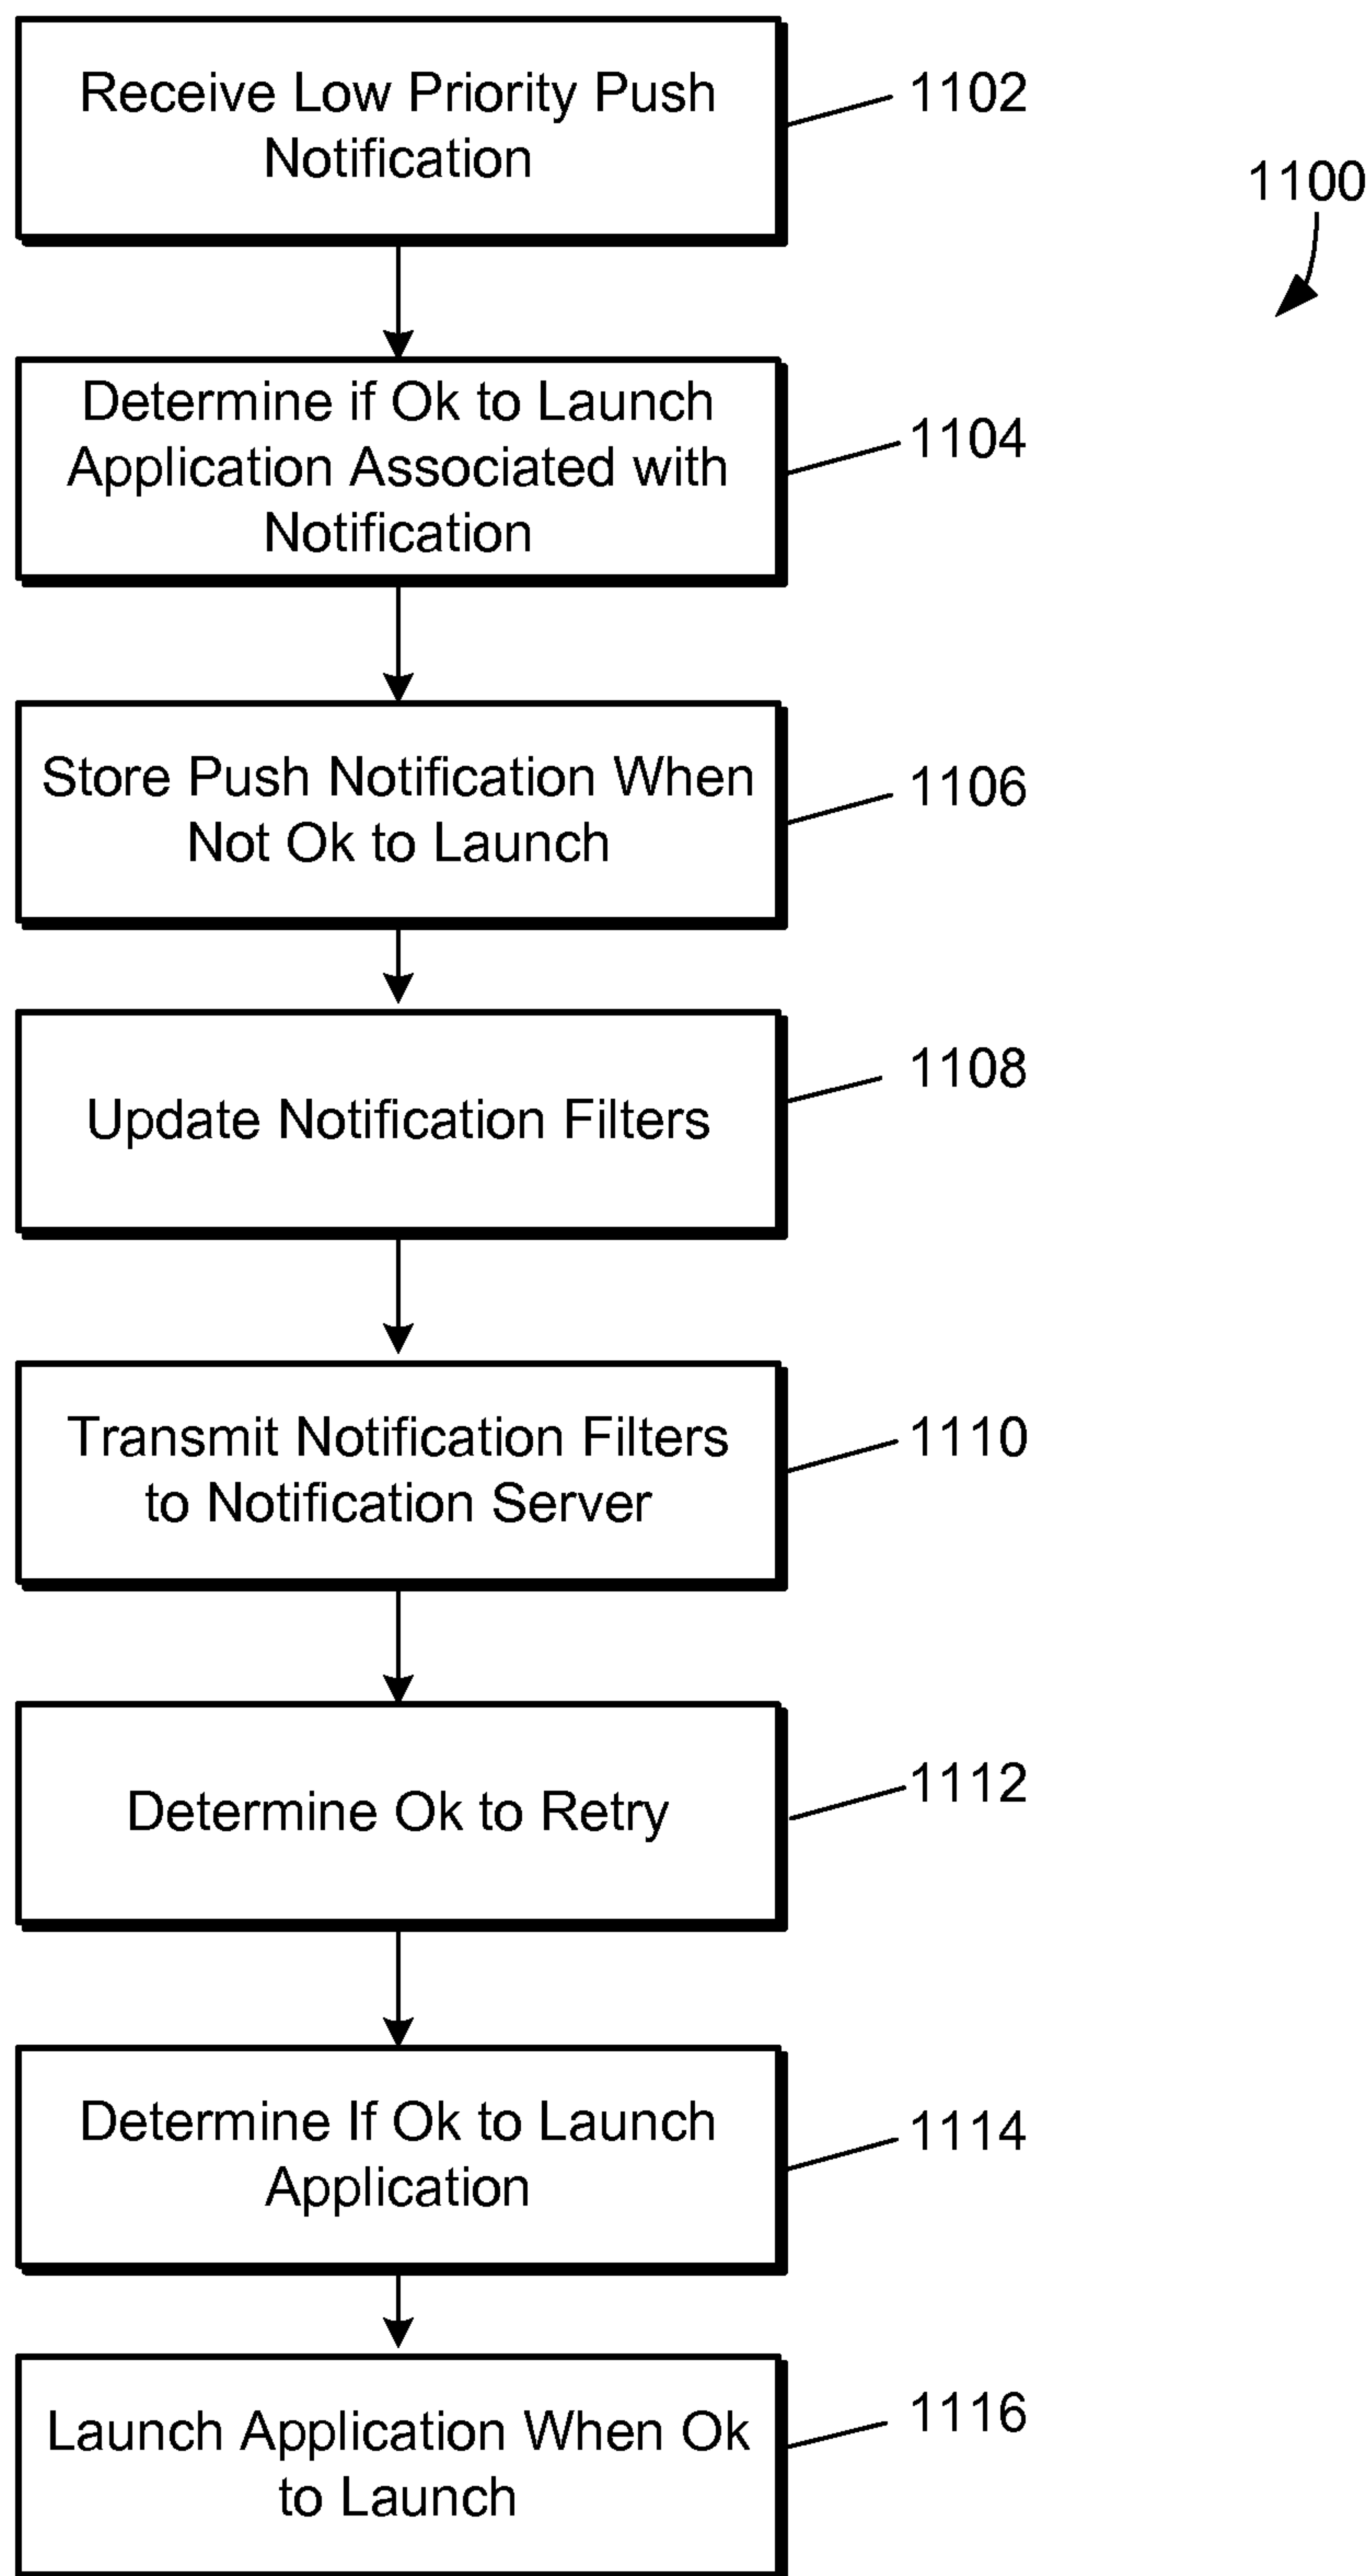 Receive Low Priority Push
Notification
1102
1100
Determine if Ok to Launch
Application Associated with
Notification
1104
Store Push Notification When
Not Ok to Launch
1106
Update Notification Filters
1108
Transmit Notification Filters
to Notification Server
1110
Determine Ok to Retry
1112
Determine If Ok to Launch
Application
1114
Launch Application When Ok
to Launch
1116